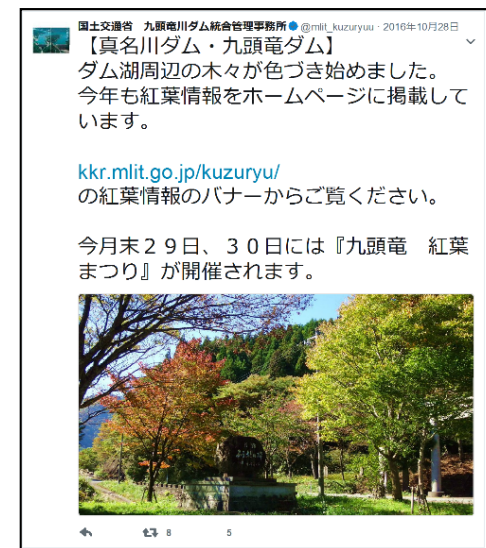 国土交通省 九頭竜川ダム統合管理事務所 @mlit_kuzuryuu · 2016年10月28日
【真名川ダム・九頭竜ダム】
ダム湖周辺の木々が色づき始めました。
今年も紅葉情報をホームページに掲載して
います。
kkr.mlit.go.jp/kuzuryu/
の紅葉情報のバナーからご覧ください。
今月末２９日、３０日には『九頭竜　紅葉
まつり』が開催されます。
8 5